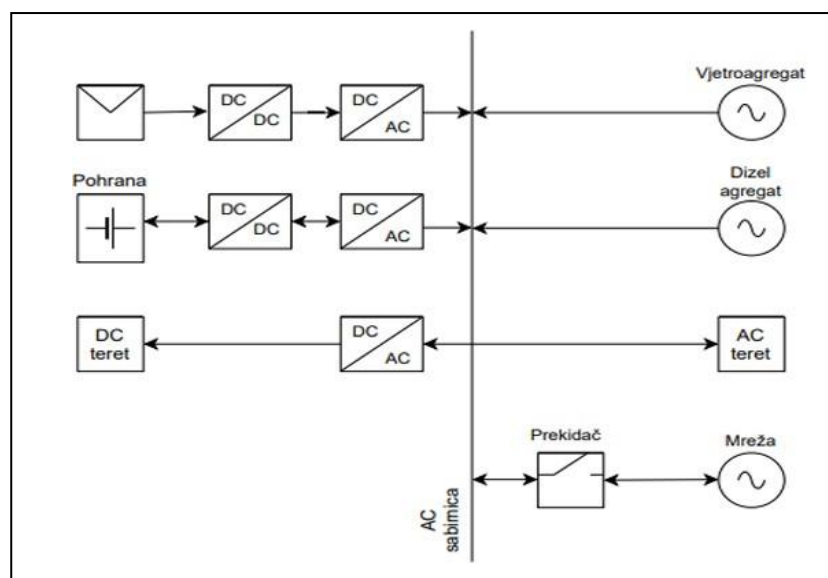 Vjetroagregat
DC
DC
DC
AC
Pohrana
Dizel
agregat
DC
DC
DC
AC
DC
teret
DC
AC
AC
teret
Prekidač
Mreža
AC
sabirnica